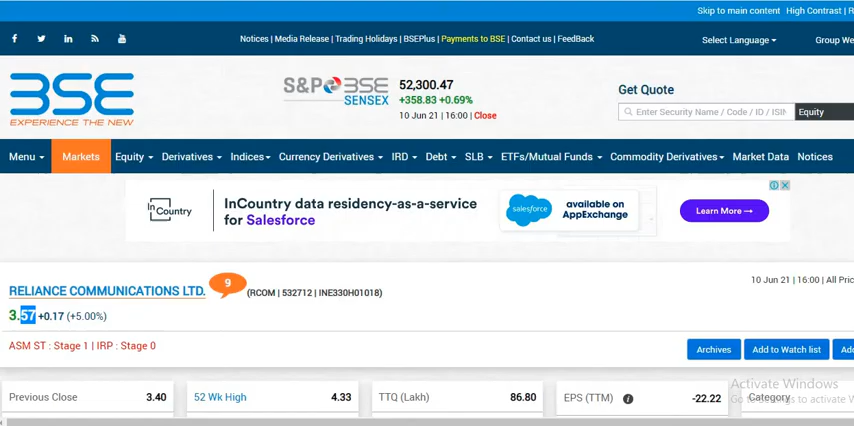 Skip to main content High Contrast | R
Notices | Media Release | Trading Holidays | BSEPlus | Payments to BSE | Contact us | FeedBack
Select Language
Group We
BSE
EXPERIENCE THE NEW
S&P BSE
SENSEX
52,300.47
+358.83 +0.69%
10 Jun 21 | 16:00 | Close
Get Quote
Enter Security Name / Code / ID / ISIN
Equity
Menu Markets Equity Derivatives Indices Currency Derivatives IRD Debt SLB ETFs/Mutual Funds Commodity Derivatives Market Data Notices
InCountry
InCountry data residency-as-a-service
for Salesforce
salesforce
available on
AppExchange
Learn More →
10 Jun 21 | 16:00 | All Pric
RELIANCE COMMUNICATIONS LTD. 9 (RCOM | 532712 | INE330H01018)
3.57 +0.17 (+5.00%)
ASM ST : Stage 1 | IRP : Stage 0
Archives Add to Watch list Add
Previous Close 3.40 52 Wk High 4.33 TTQ (Lakh) 86.80 EPS (TTM) -22.22 Category
Activate Windows
Go to Settings to activate W